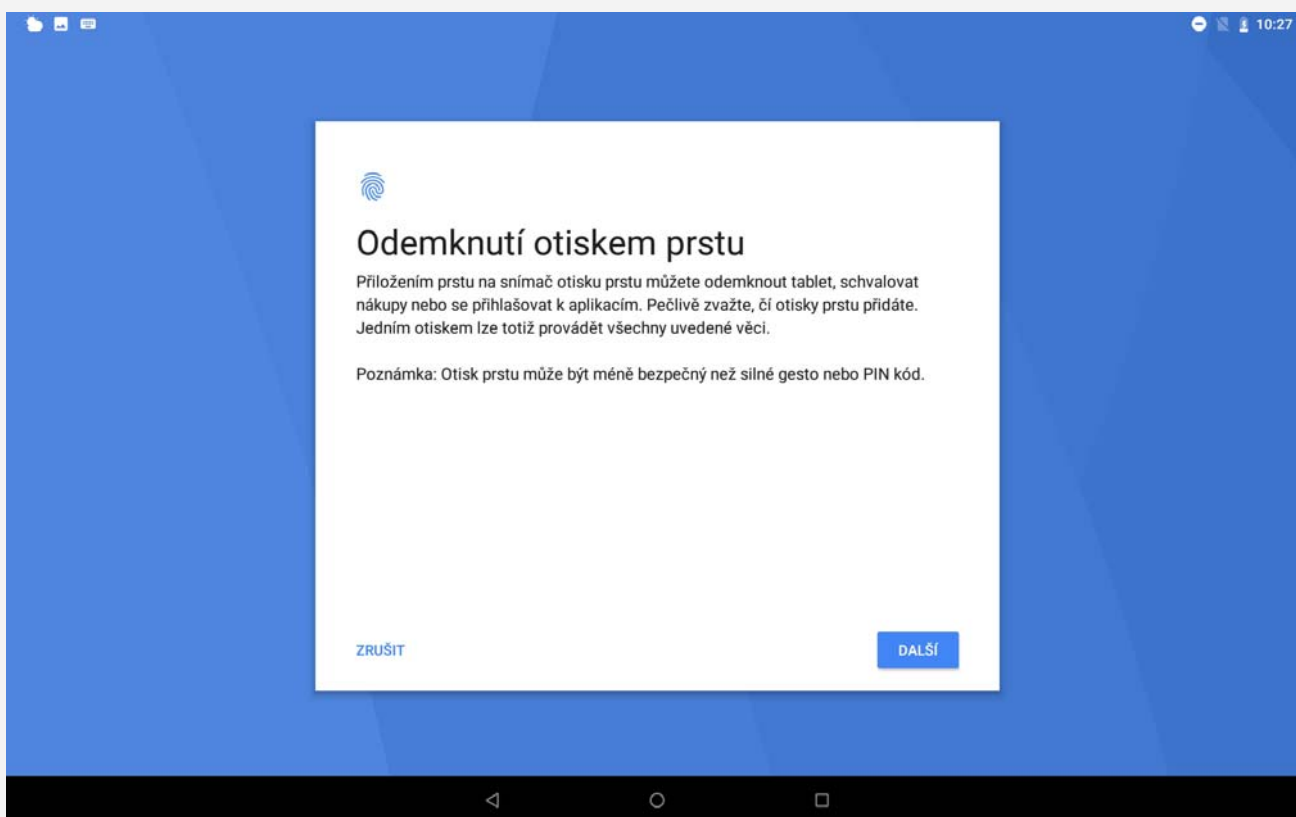 10:27
Odemknutí otiskem prstu
Přiložením prstu na snímač otisku prstu můžete odemknout tablet, schvalovat
nákupy nebo se přihlašovat k aplikacím. Pečlivě zvažte, čí otisky prstu přidáte.
Jedním otiskem lze totiž provádět všechny uvedené věci.
Poznámka: Otisk prstu může být méně bezpečný než silné gesto nebo PIN kód.
ZRUŠIT
DALŠÍ